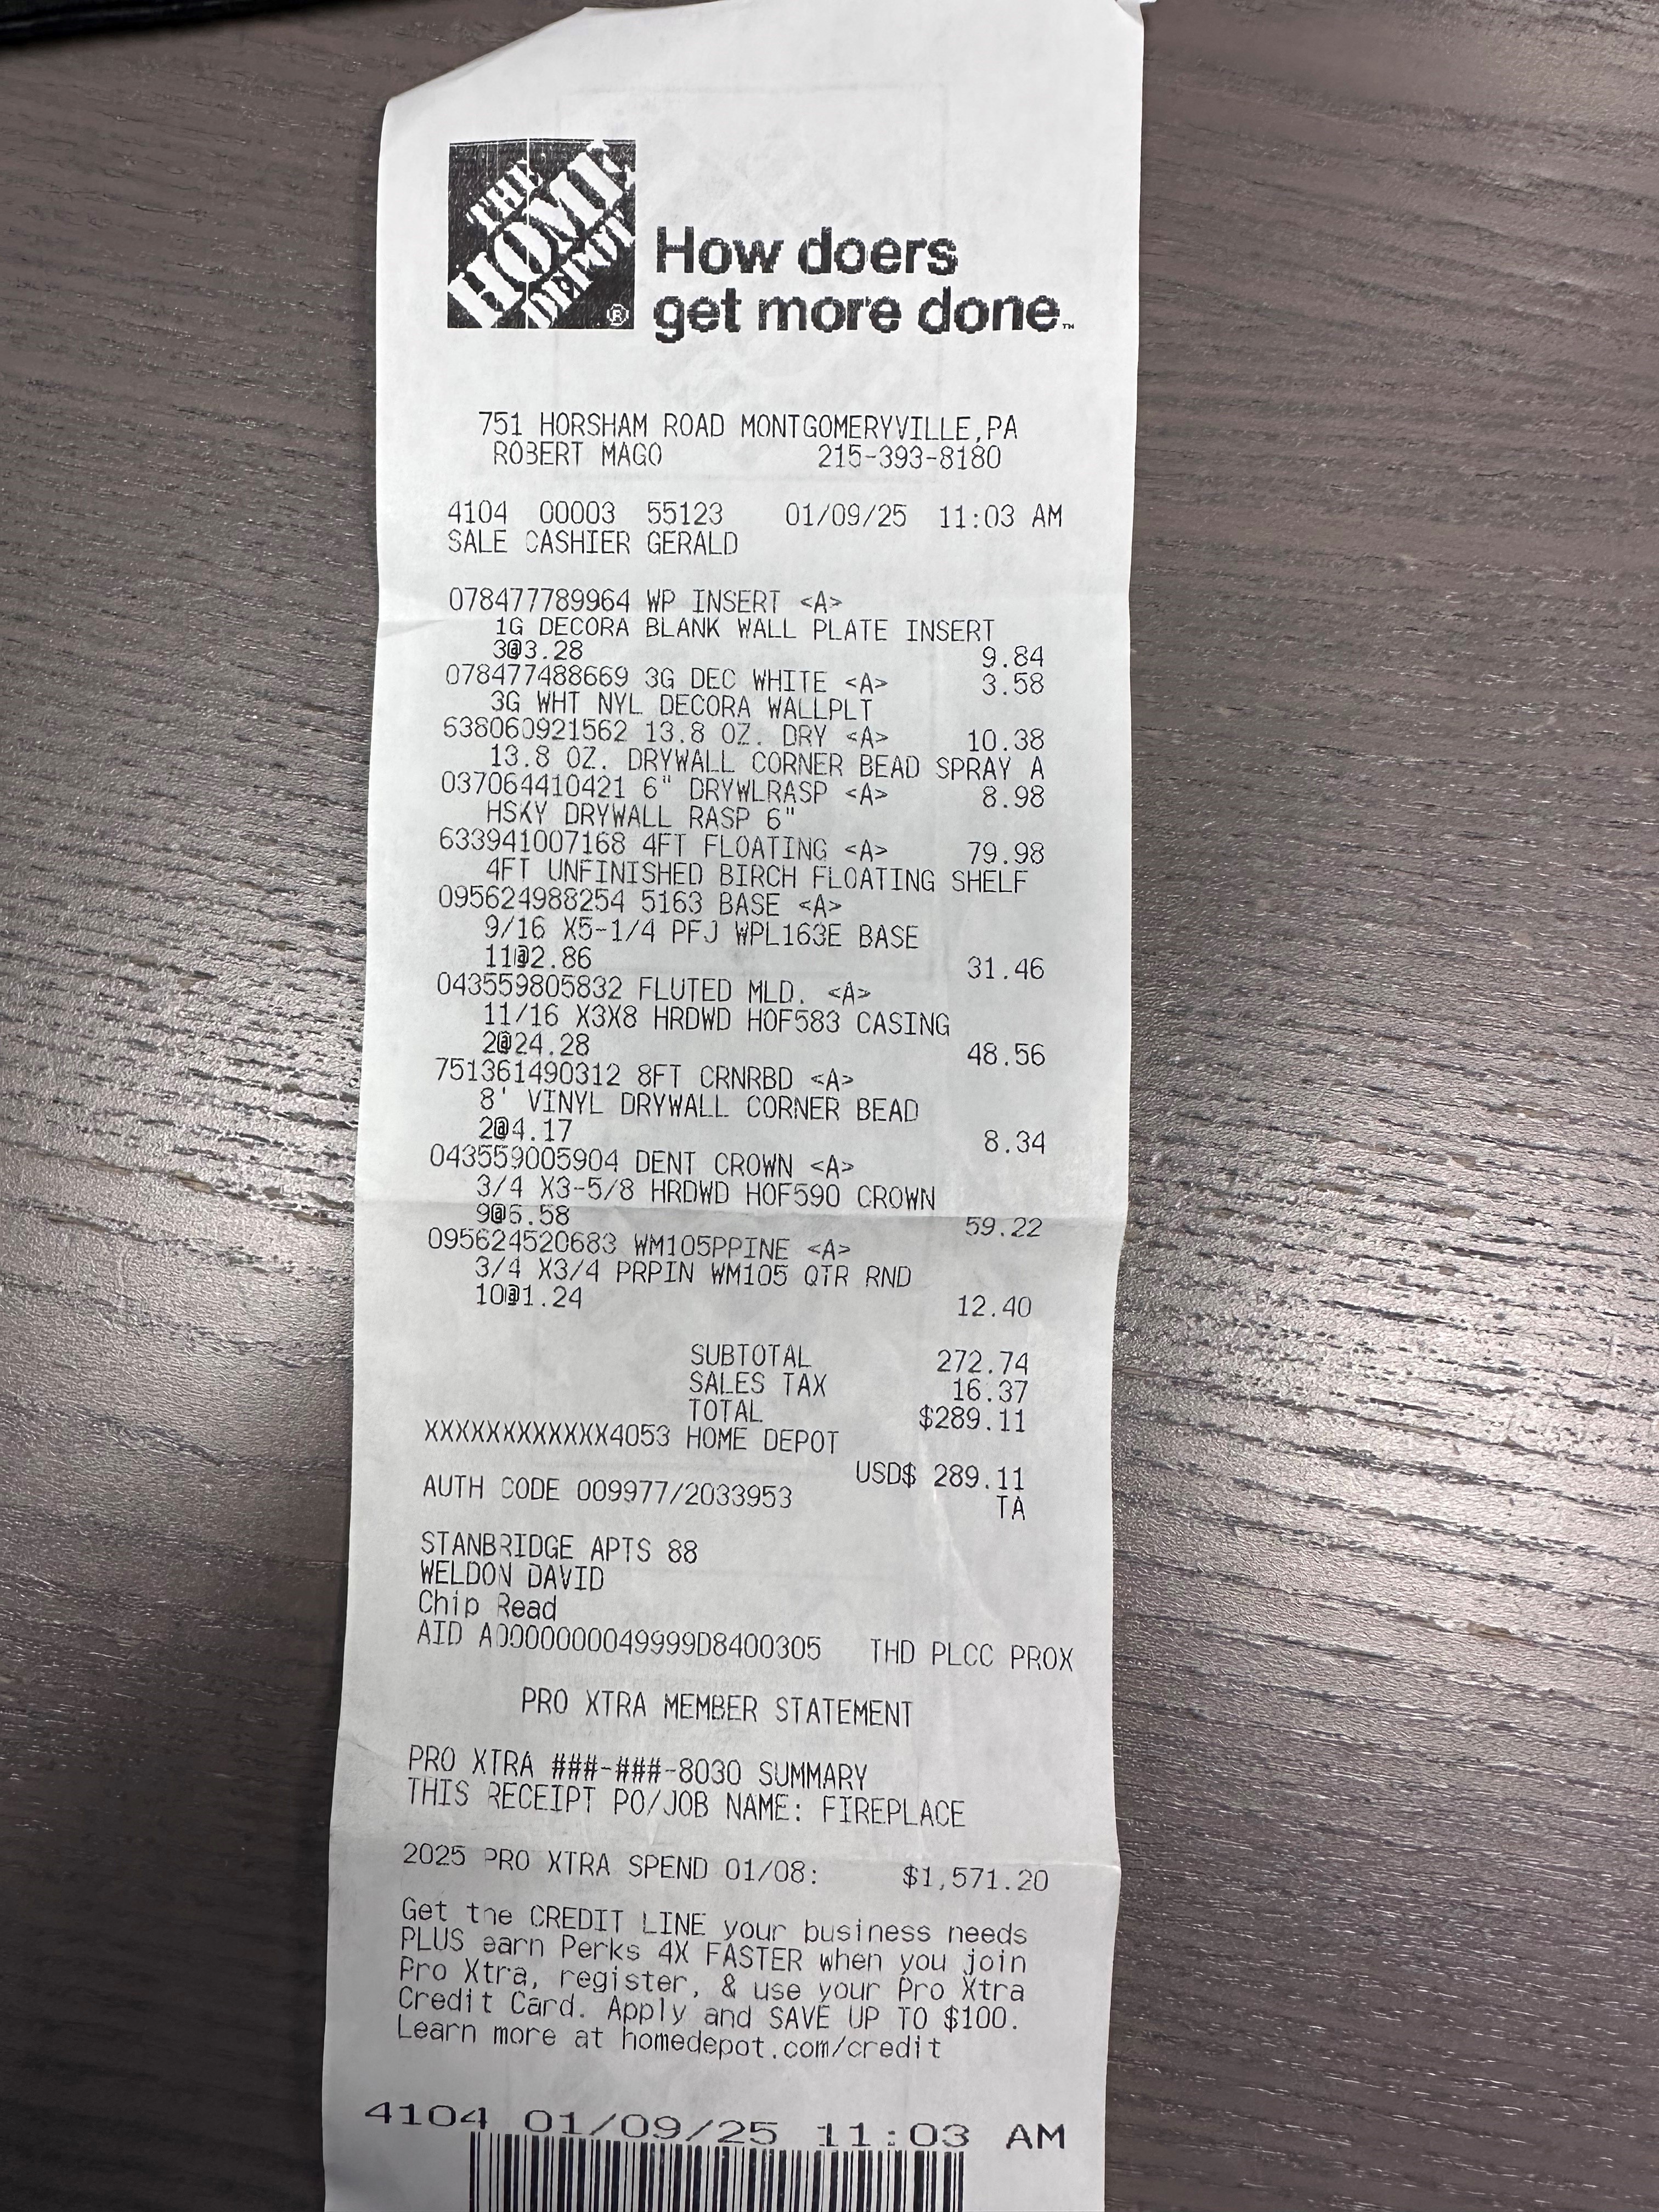 THE
HOME
DEPOT
®
How doers
get more done™
751 HORSHAM ROAD MONTGOMERYVILLE,PA
ROBERT MAGO 215-393-8180
4104 00003 55123 01/09/25 11:03 AM
SALE CASHIER GERALD
078477789964 WP INSERT <A>
1G DECORA BLANK WALL PLATE INSERT
3@3.28 9.84
078477488669 3G DEC WHITE <A> 3.58
3G WHT NYL DECORA WALLPLT
638060921562 13.8 OZ. DRY <A> 10.38
13.8 OZ. DRYWALL CORNER BEAD SPRAY A
037064410421 6" DRYWLRASP <A> 8.98
HSKY DRYWALL RASP 6"
633941007168 4FT FLOATING <A> 79.98
4FT UNFINISHED BIRCH FLOATING SHELF
095624988254 5163 BASE <A>
9/16 X5-1/4 PFJ WPL163E BASE
11@2.86 31.46
043559805832 FLUTED MLD. <A>
11/16 X3X8 HRDWD HOF583 CASING
2@24.28 48.56
751361490312 8FT CRNRBD <A>
8' VINYL DRYWALL CORNER BEAD
2@4.17 8.34
043559005904 DENT CROWN <A>
3/4 X3-5/8 HRDWD HOF590 CROWN
9@6.58 59.22
095624520683 WM105PPINE <A>
3/4 X3/4 PRPIN WM105 QTR RND
10@1.24 12.40
SUBTOTAL 272.74
SALES TAX 16.37
TOTAL $289.11
XXXXXXXXXXXX4053 HOME DEPOT
USD$ 289.11
AUTH CODE 009977/2033953 TA
STANBRIDGE APTS 88
WELDON DAVID
Chip Read
AID A0000000049999D8400305 THD PLCC PROX
PRO XTRA MEMBER STATEMENT
PRO XTRA ###-###-8030 SUMMARY
THIS RECEIPT PO/JOB NAME: FIREPLACE
2025 PRO XTRA SPEND 01/08: $1,571.20
Get the CREDIT LINE your business needs
PLUS earn Perks 4X FASTER when you join
Pro Xtra, register, & use your Pro Xtra
Credit Card. Apply and SAVE UP TO $100.
Learn more at homedepot.com/credit
4104 01/09/25 11:03 AM